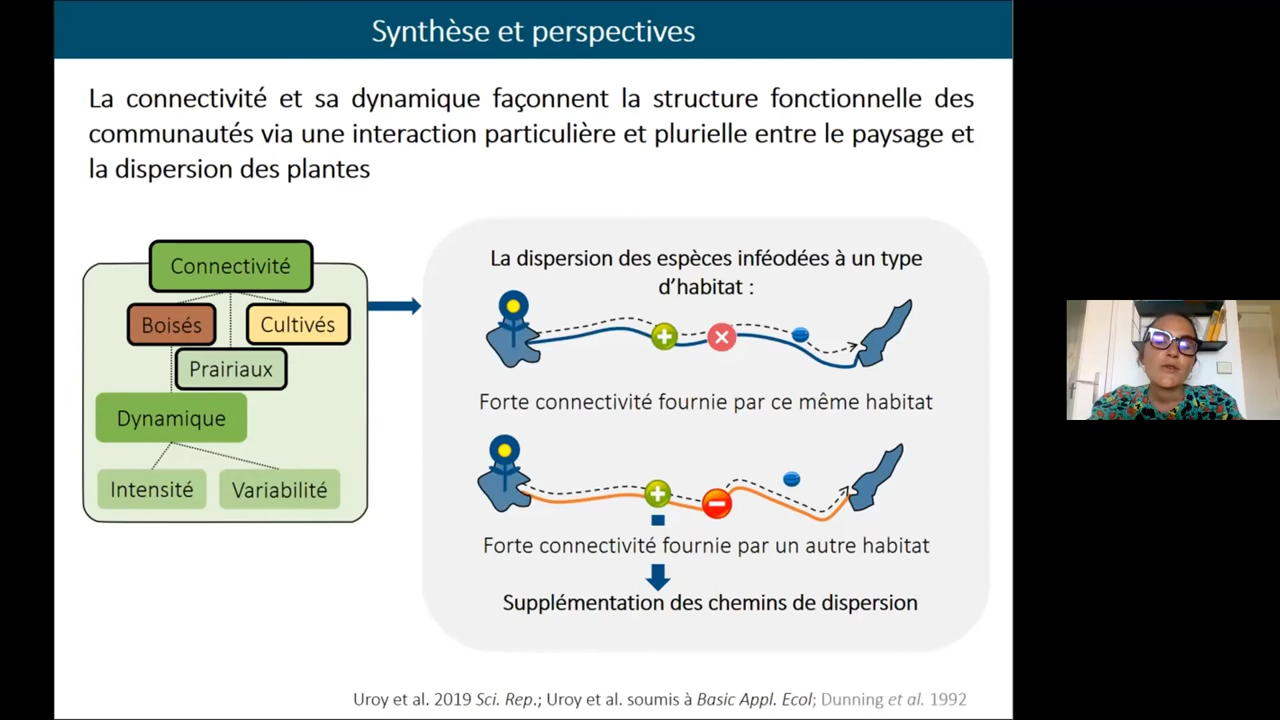 Synthèse et perspectives
La connectivité et sa dynamique façonnent la structure fonctionnelle des
communautés via une interaction particulière et plurielle entre le paysage et
la dispersion des plantes
Connectivité
Boisés
Cultivés
Prairiaux
Dynamique
Intensité
Variabilité
La dispersion des espèces inféodées à un type
d'habitat :
Forte connectivité fournie par ce même habitat
Forte connectivité fournie par un autre habitat
Supplémentation des chemins de dispersion
Uroy et al. 2019 Sci. Rep.; Uroy et al. soumis à Basic Appl. Ecol; Dunning et al. 1992